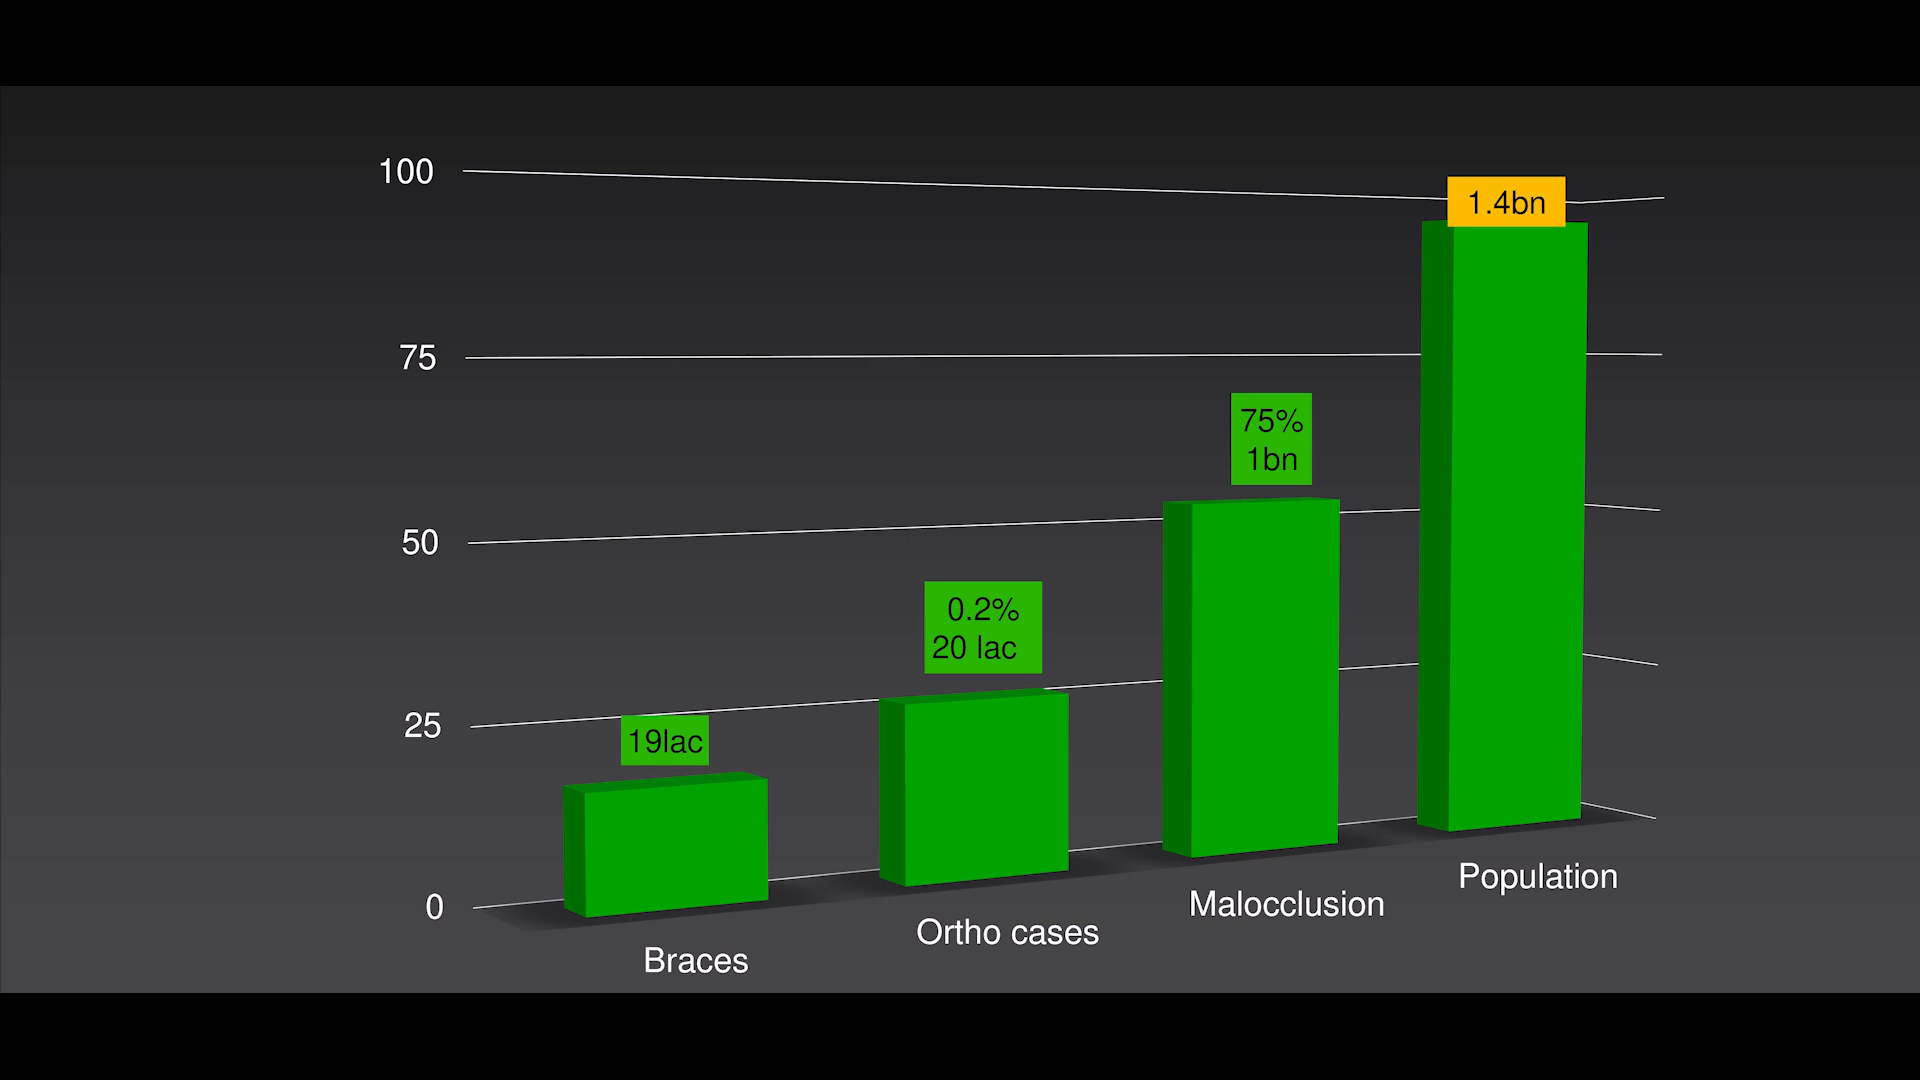 100
75
50
25
0
1.4bn
75%
1bn
0.2%
20 lac
19lac
Braces
Ortho cases
Malocclusion
Population